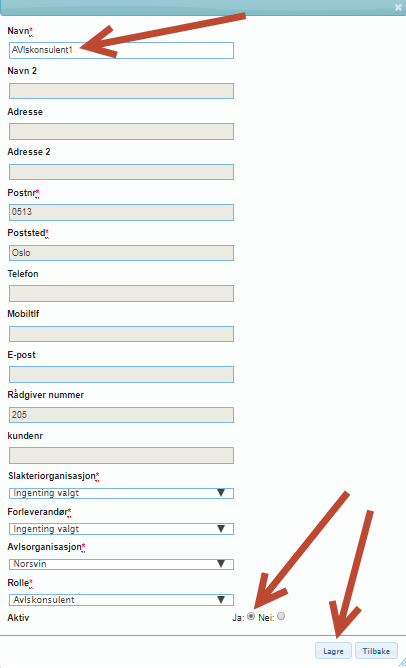 Navn*
AVlskonsulent1
Navn 2
Adresse
Adresse 2
Postnr*
0513
Poststed*
Oslo
Telefon
Mobiltlf
E-post
Rådgiver nummer
205
kundenr
Slakteriorganisasjon*
Ingenting valgt
Forleverandør*
Ingenting valgt
Avlsorganisasjon*
Norsvin
Rolle*
Avlskonsulent
Aktiv Ja: Nei:
Lagre Tilbake